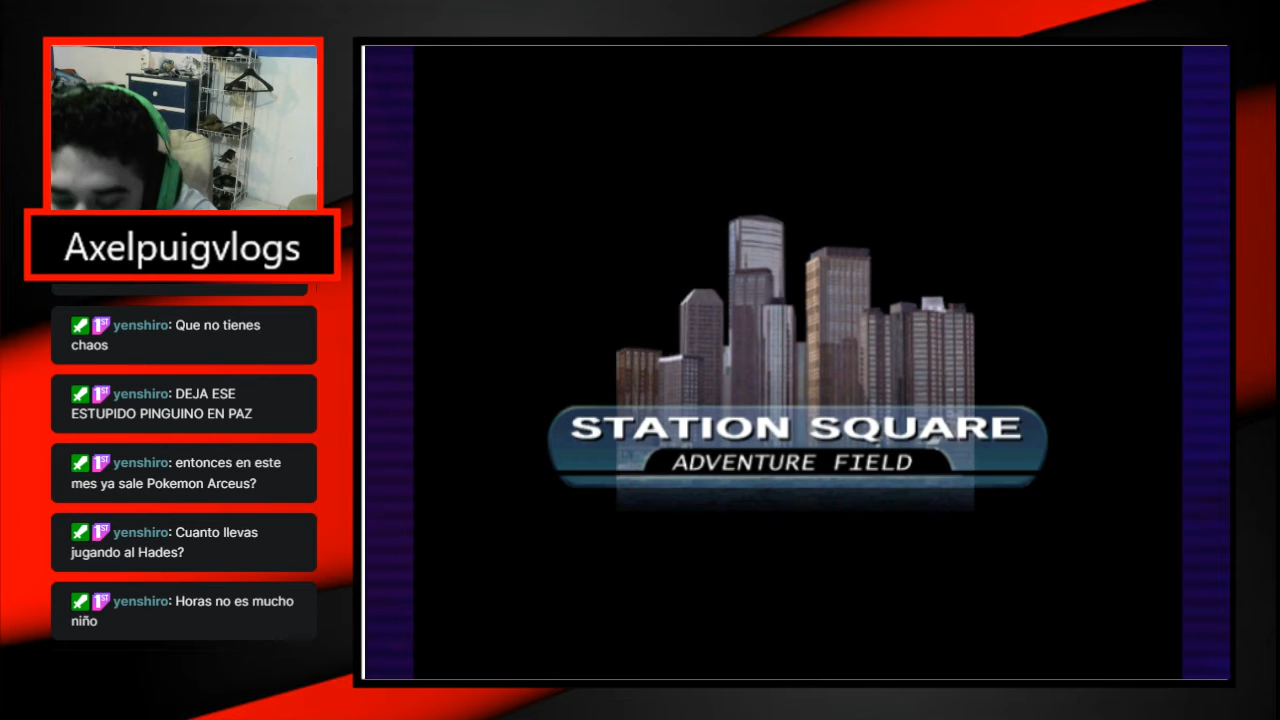 Axelpuigvlogs
yenshiro: Que no tienes
chaos
yenshiro: DEJA ESE
ESTUPIDO PINGUINO EN PAZ
yenshiro: entonces en este
mes ya sale Pokemon Arceus?
yenshiro: Cuanto llevas
jugando al Hades?
yenshiro: Horas no es mucho
niño
STATION SQUARE
ADVENTURE FIELD